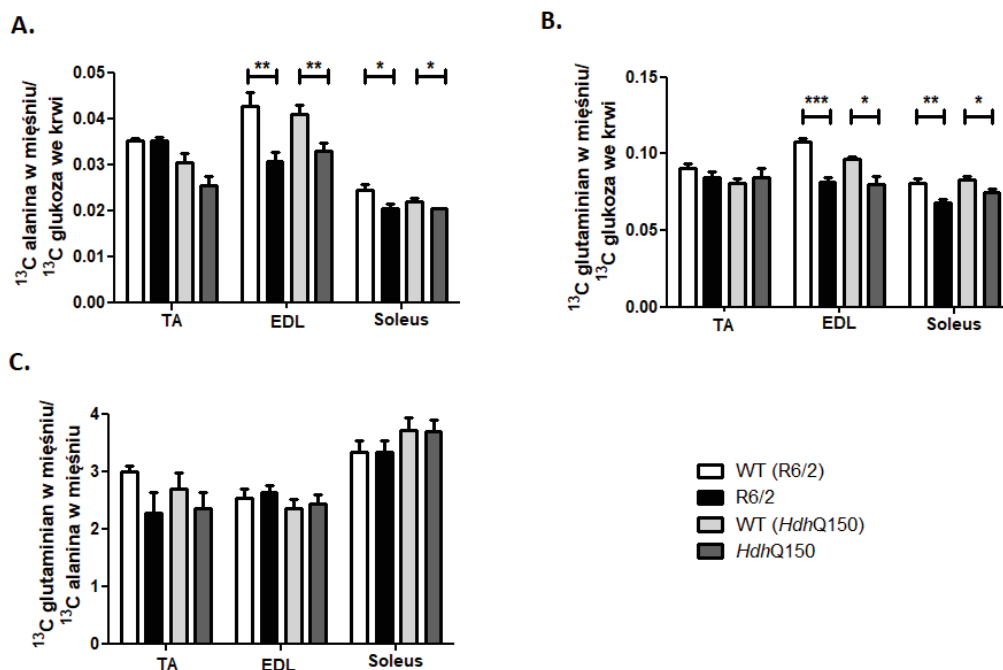 A.
¹³C alanina w mięśniu/
¹³C glukoza we krwi
0.05
0.04
0.03
0.02
0.01
0.00
** ** * *
TA EDL Soleus
B.
¹³C glutaminian w mięśniu/
¹³C glukoza we krwi
0.15
0.10
0.05
0.00
*** * ** *
TA EDL Soleus
C.
¹³C glutaminian w mięśniu/
¹³C alanina w mięśniu
4
3
2
1
0
TA EDL Soleus
WT (R6/2)
R6/2
WT (HdhQ150)
HdhQ150